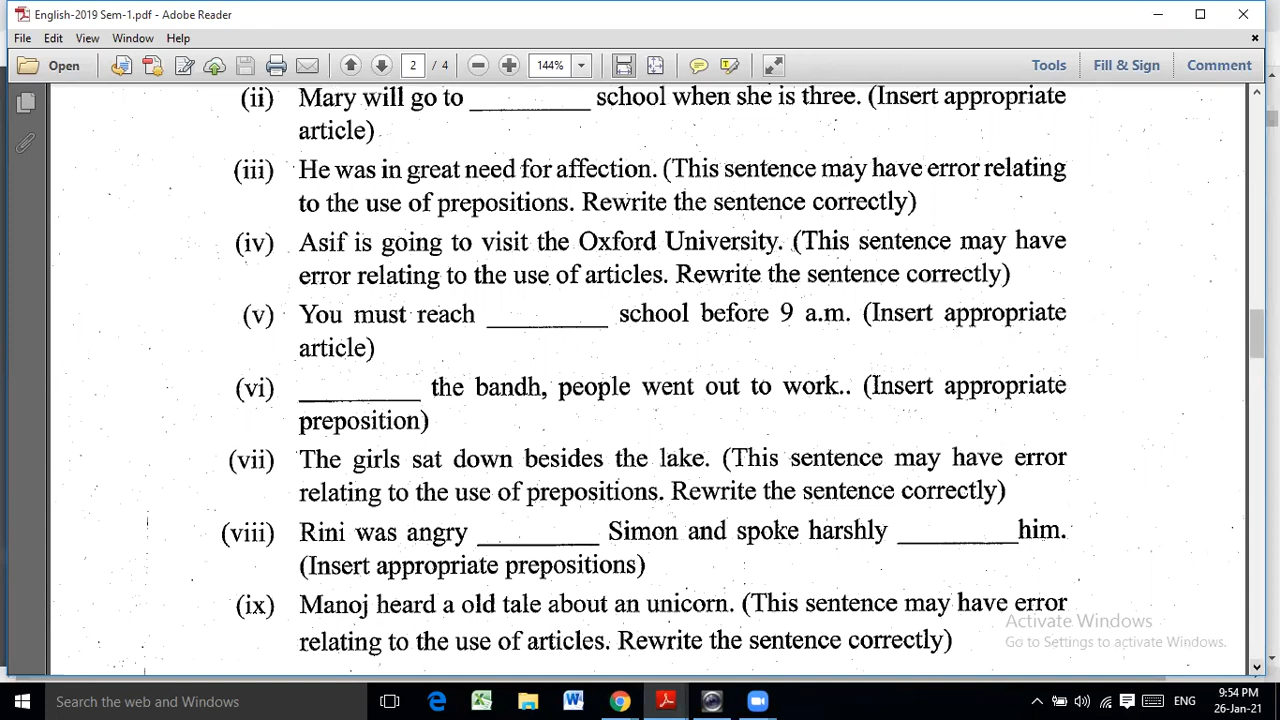 English-2019 Sem-1.pdf - Adobe Reader
File Edit View Window Help
Open 2 / 4 144% Tools Fill & Sign Comment
(ii) Mary will go to __________ school when she is three. (Insert appropriate
article)
(iii) He was in great need for affection. (This sentence may have error relating
to the use of prepositions. Rewrite the sentence correctly)
(iv) Asif is going to visit the Oxford University. (This sentence may have
error relating to the use of articles. Rewrite the sentence correctly)
(v) You must reach __________ school before 9 a.m. (Insert appropriate
article)
(vi) __________ the bandh, people went out to work.. (Insert appropriate
preposition)
(vii) The girls sat down besides the lake. (This sentence may have error
relating to the use of prepositions. Rewrite the sentence correctly)
(viii) Rini was angry __________ Simon and spoke harshly __________him.
(Insert appropriate prepositions)
(ix) Manoj heard a old tale about an unicorn. (This sentence may have error
relating to the use of articles. Rewrite the sentence correctly)
Activate Windows
Go to Settings to activate Windows.
Search the web and Windows
ENG
9:54 PM
26-Jan-21